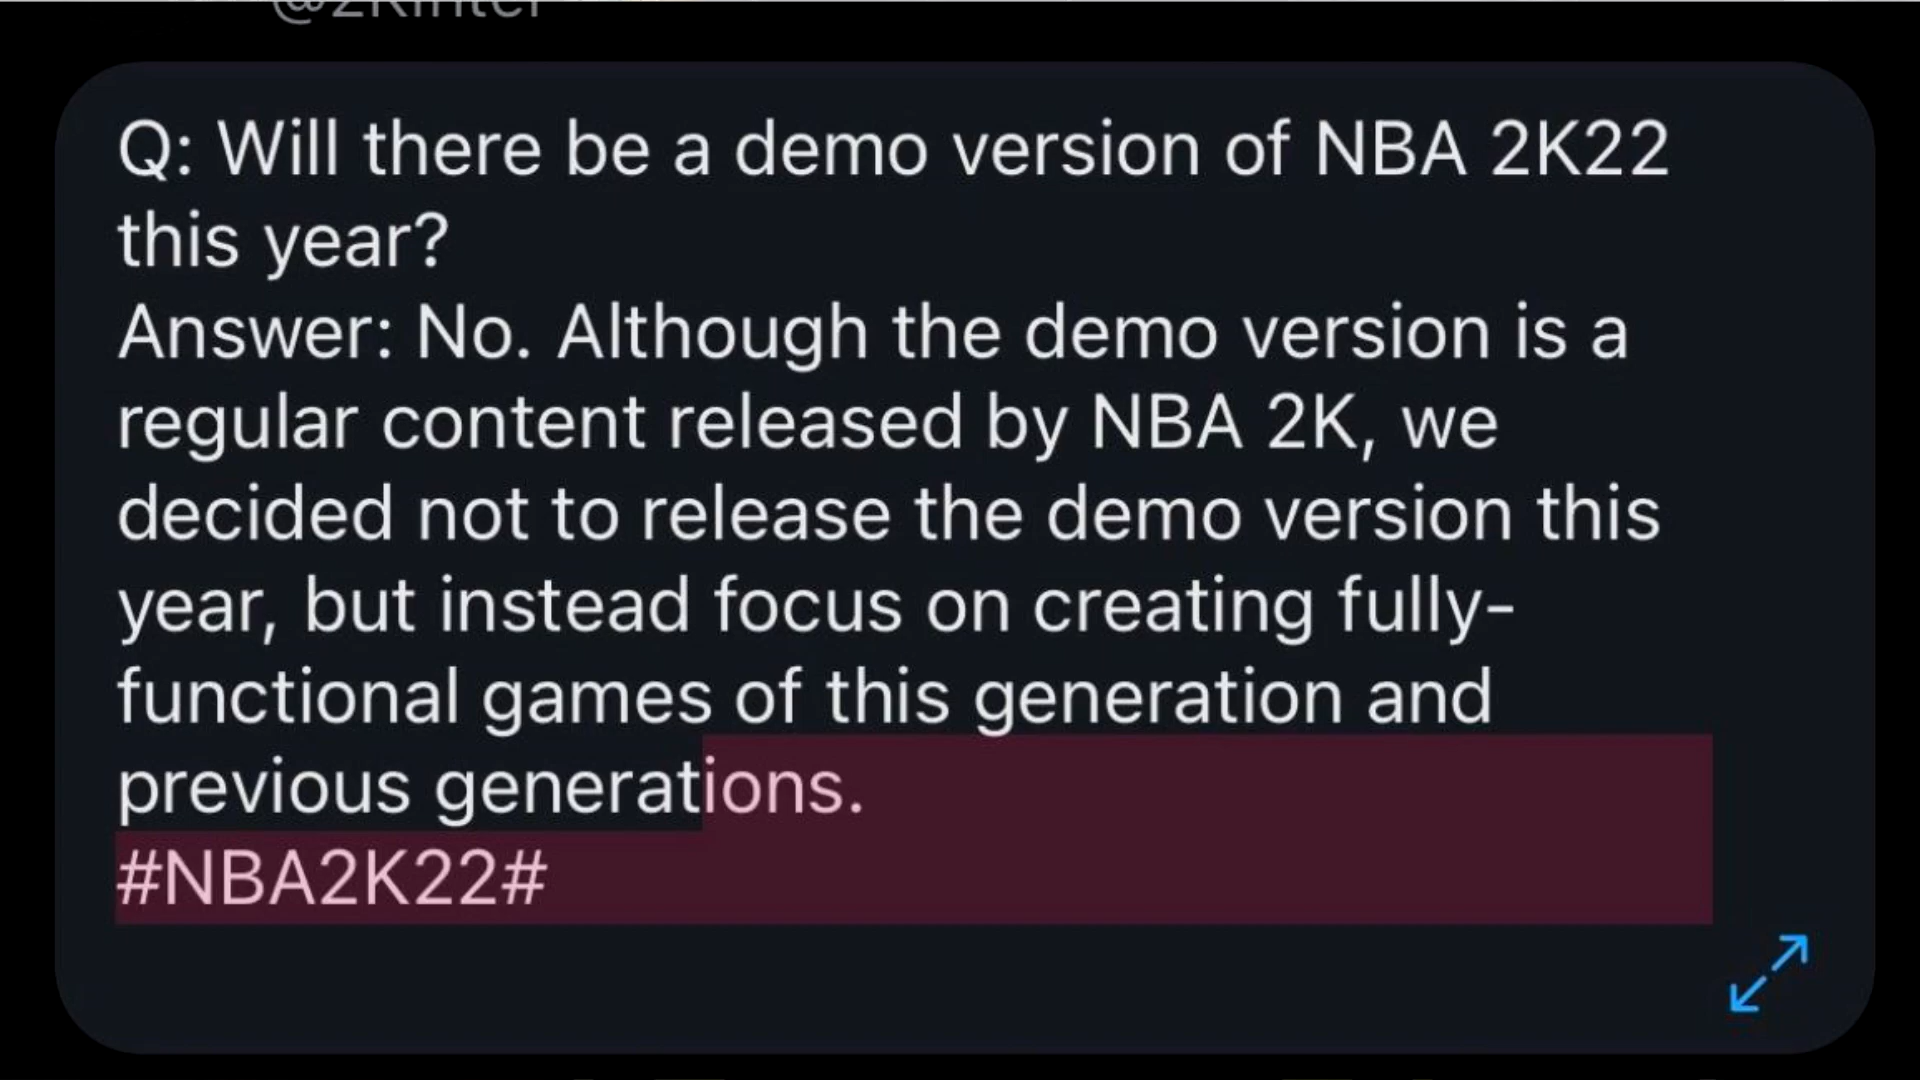 @2KInter
Q: Will there be a demo version of NBA 2K22
this year?
Answer: No. Although the demo version is a
regular content released by NBA 2K, we
decided not to release the demo version this
year, but instead focus on creating fully-
functional games of this generation and
previous generations.
#NBA2K22#